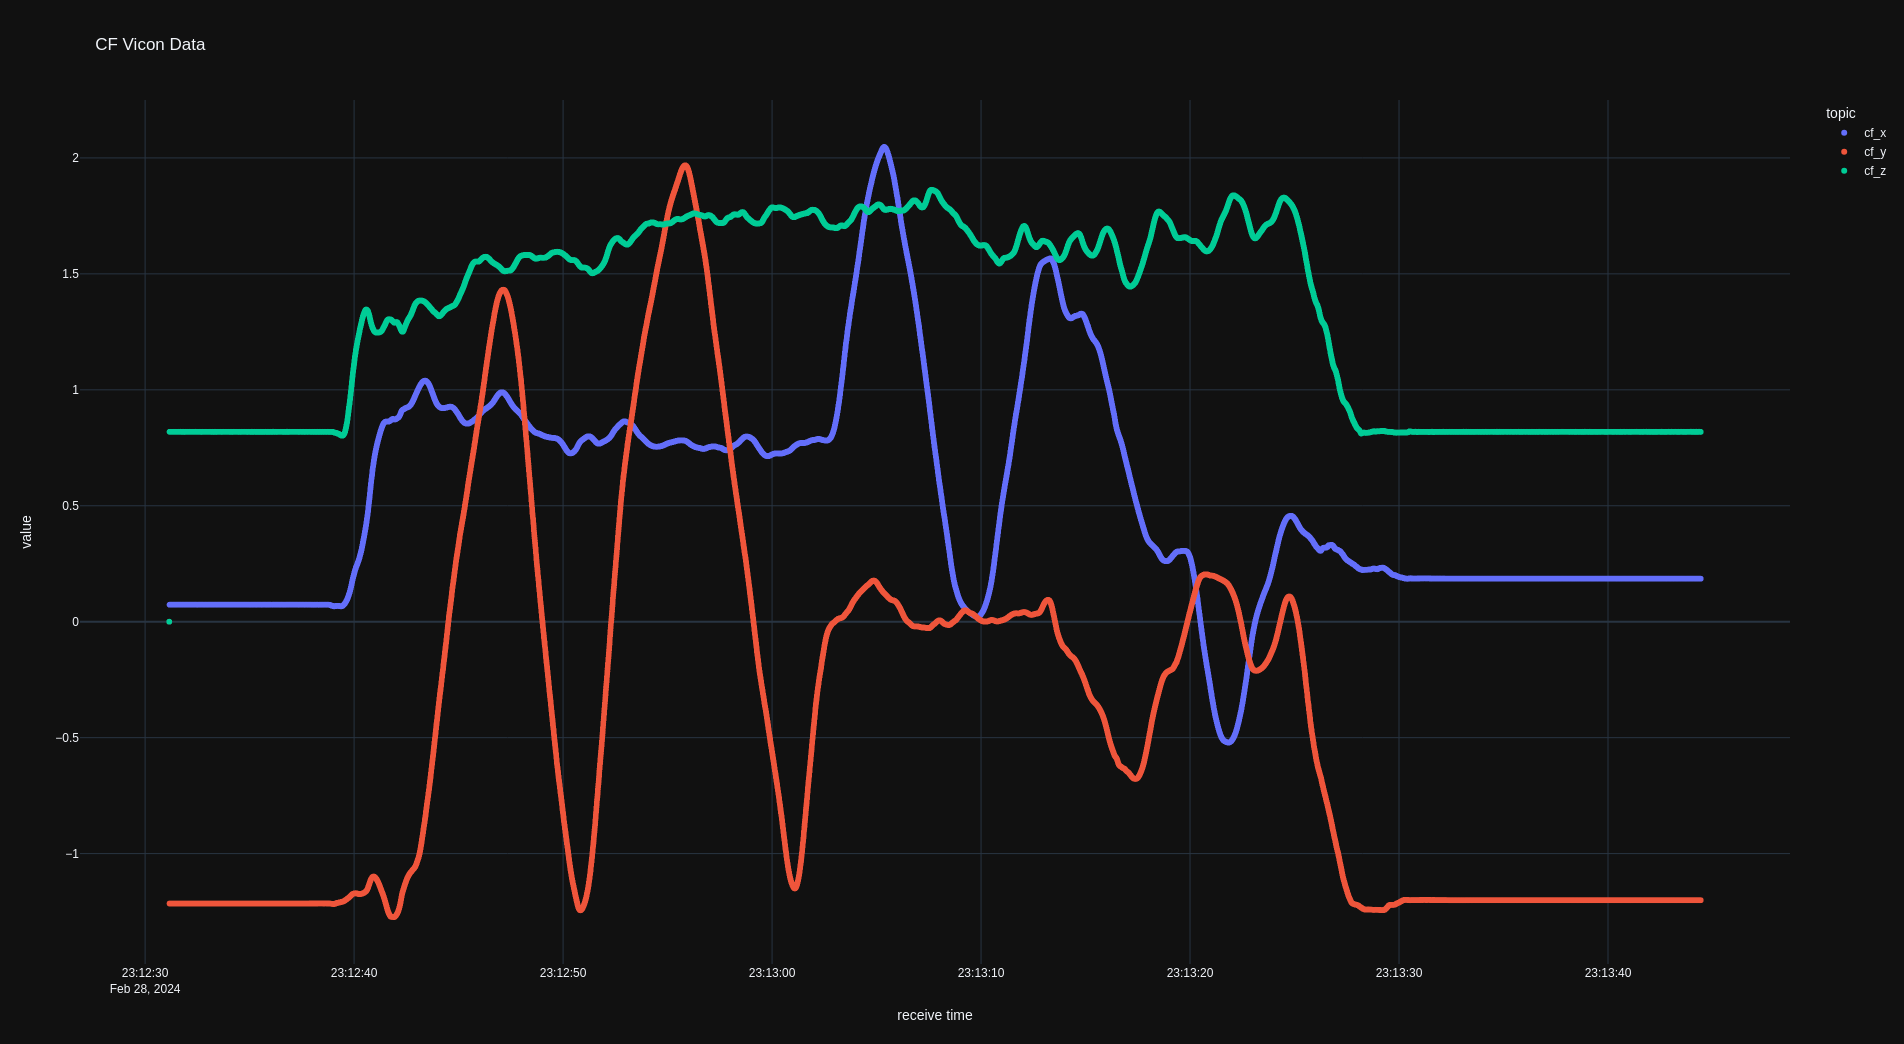 CF Vicon Data
topic
cf_x
cf_y
cf_z
value
2
1.5
1
0.5
0
−0.5
−1
23:12:30 23:12:40 23:12:50 23:13:00 23:13:10 23:13:20 23:13:30 23:13:40
Feb 28, 2024
receive time